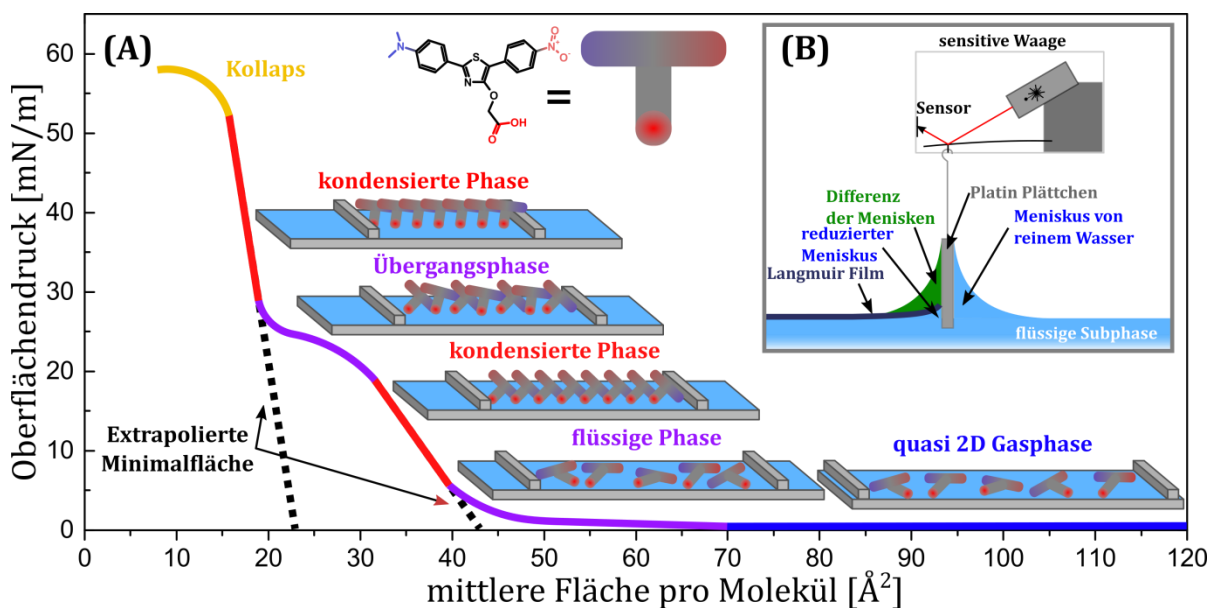 (A)
Kollaps
N
S
N
O
N⁺
O
O⁻
O
OH
=
kondensierte Phase
Übergangsphase
kondensierte Phase
flüssige Phase
quasi 2D Gasphase
Extrapolierte
Minimalfläche
(B)
sensitive Waage
Sensor
Differenz
der Menisken
reduzierter
Meniskus
Langmuir Film
Platin Plättchen
Meniskus von
reinem Wasser
flüssige Subphase
Oberflächendruck [mN/m]
60
50
40
30
20
10
0
0 10 20 30 40 50 60 70 80 90 100 110 120
mittlere Fläche pro Molekül [Å²]